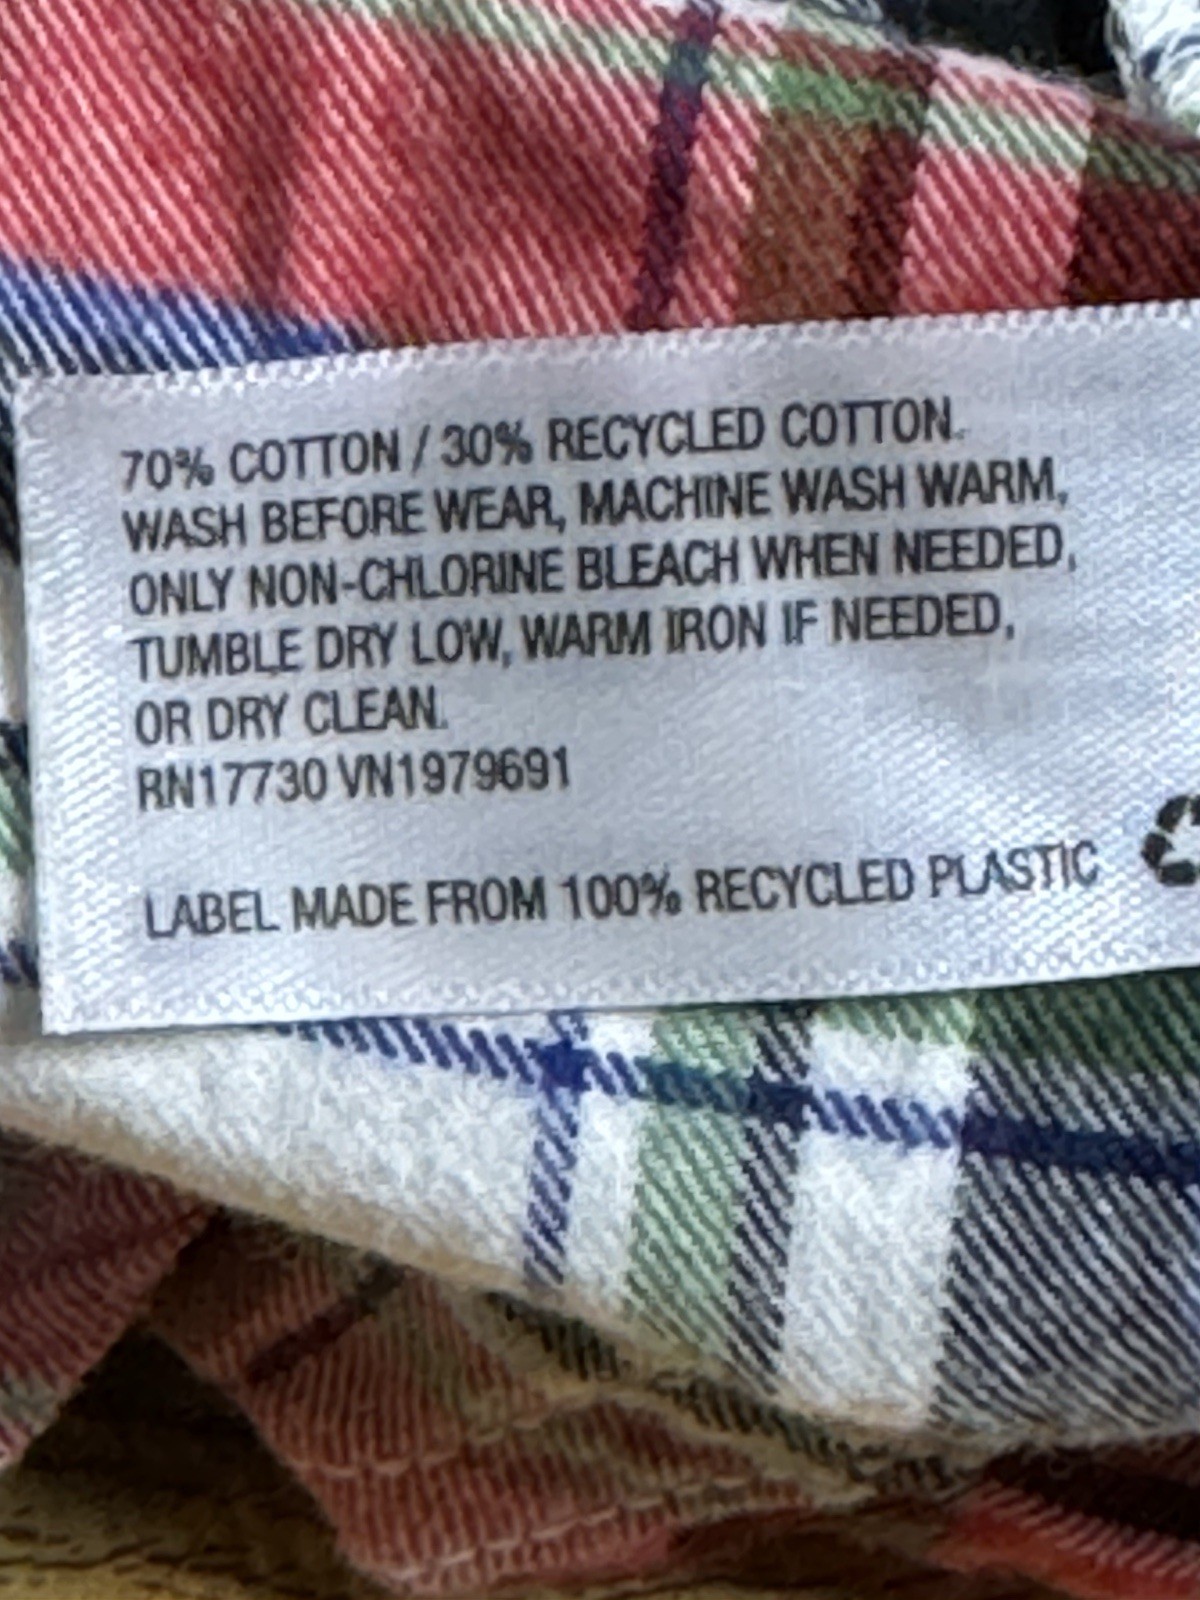 70% COTTON / 30% RECYCLED COTTON.
WASH BEFORE WEAR, MACHINE WASH WARM,
ONLY NON-CHLORINE BLEACH WHEN NEEDED,
TUMBLE DRY LOW, WARM IRON IF NEEDED,
OR DRY CLEAN.
RN17730 VN1979691
LABEL MADE FROM 100% RECYCLED PLASTIC